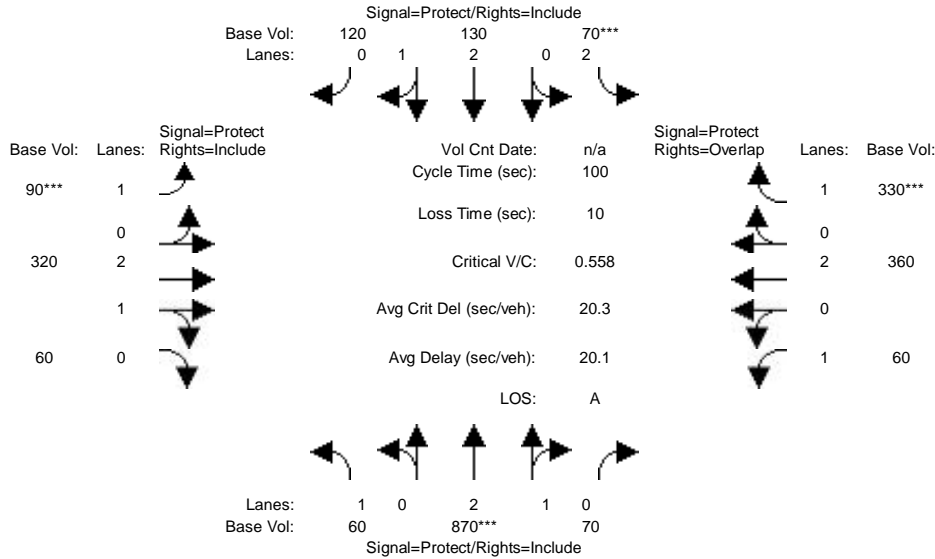 Signal=Protect/Rights=Include
Base Vol: 120 130 70***
Lanes: 0 1 2 0 2
Signal=Protect
Base Vol: Lanes: Rights=Include
Vol Cnt Date: n/a
Signal=Protect
Rights=Overlap Lanes: Base Vol:
Cycle Time (sec): 100
90*** 1
1 330***
Loss Time (sec): 10
0
0
320 2
Critical V/C: 0.558
2 360
1
Avg Crit Del (sec/veh): 20.3
0
60 0
Avg Delay (sec/veh): 20.1
1 60
LOS: A
Lanes: 1 0 2 1 0
Base Vol: 60 870*** 70
Signal=Protect/Rights=Include